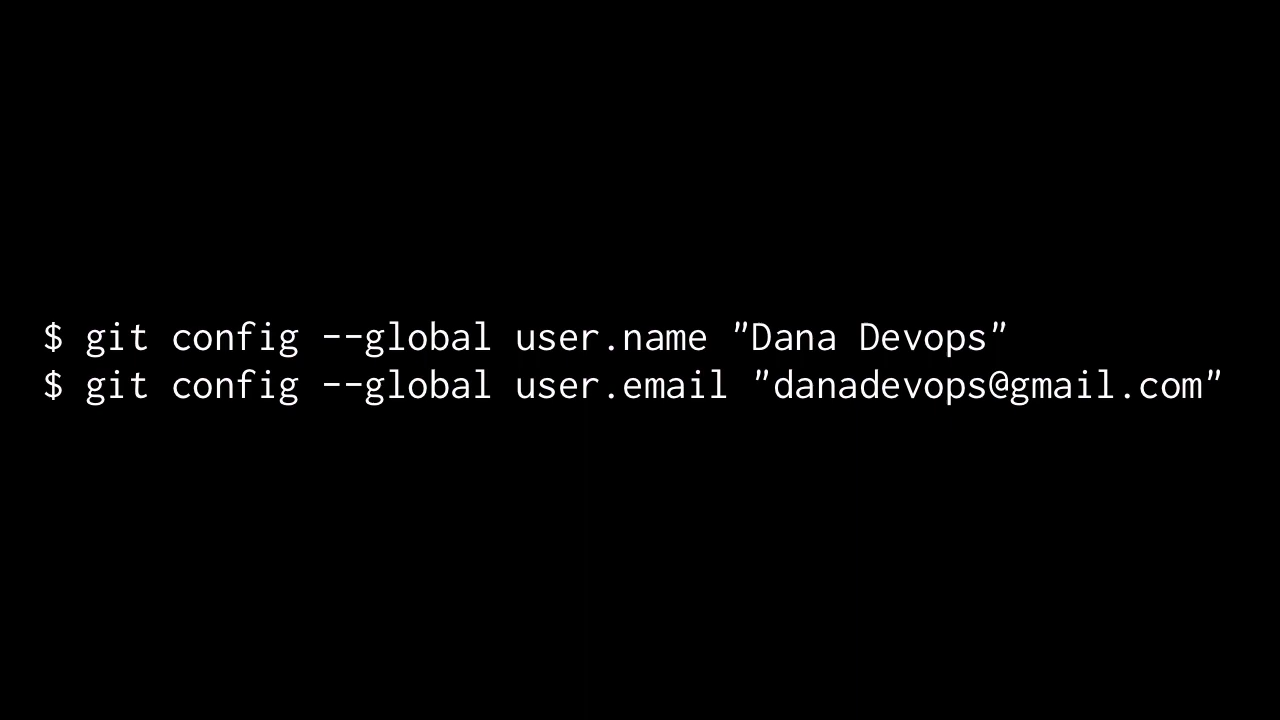 $ git config --global user.name "Dana Devops"
$ git config --global user.email "danadevops@gmail.com"